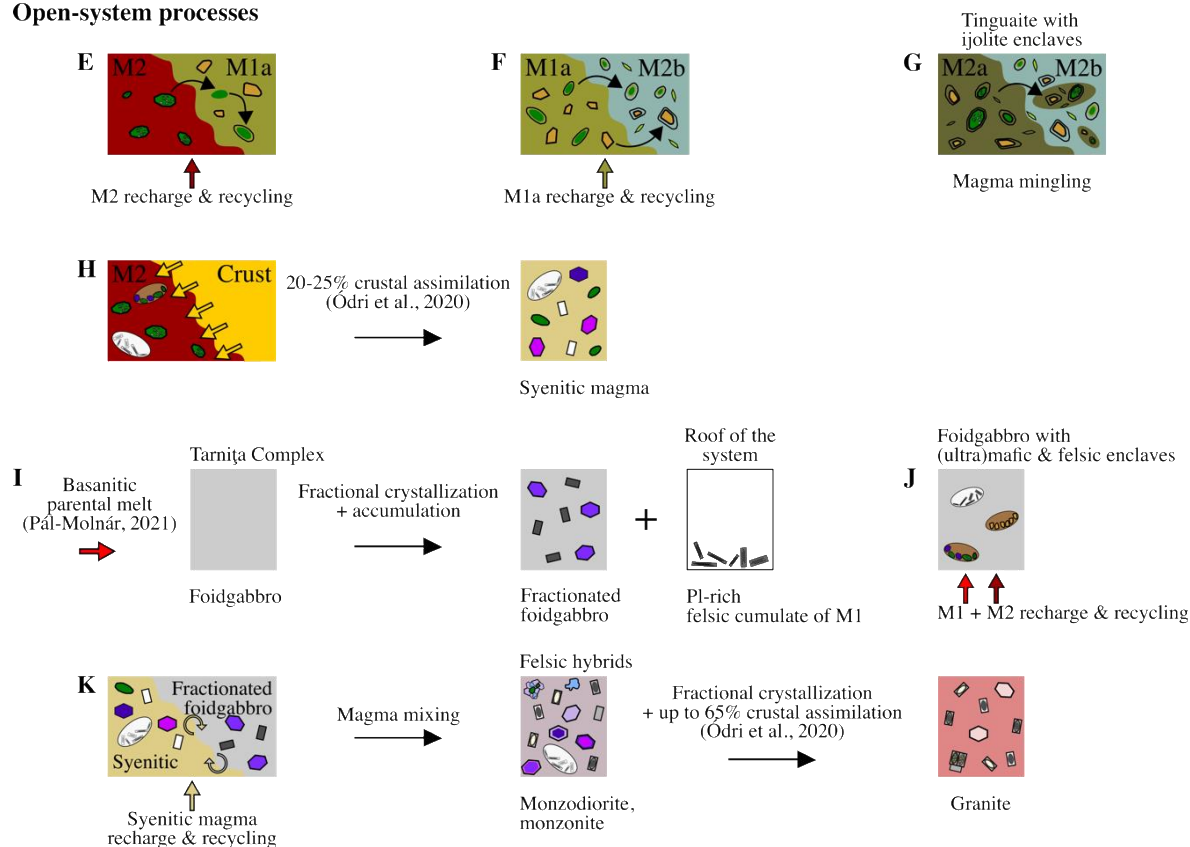 Open-system processes
E
M2
M1a
M2 recharge & recycling
F
M1a
M2b
M1a recharge & recycling
Tinguaite with
ijolite enclaves
G
M2a
M2b
Magma mingling
H
M2
Crust
20-25% crustal assimilation
(Ódri et al., 2020)
Syenitic magma
I
Basanitic
parental melt
(Pál-Molnár, 2021)
Tarniţa Complex
Foidgabbro
Fractional crystallization
+ accumulation
Fractionated
foidgabbro
+
Roof of the
system
Pl-rich
felsic cumulate of M1
Foidgabbro with
(ultra)mafic & felsic enclaves
J
M1 + M2 recharge & recycling
K
Fractionated
foidgabbro
Syenitic
Syenitic magma
recharge & recycling
Magma mixing
Felsic hybrids
Monzodiorite,
monzonite
Fractional crystallization
+ up to 65% crustal assimilation
(Ódri et al., 2020)
Granite